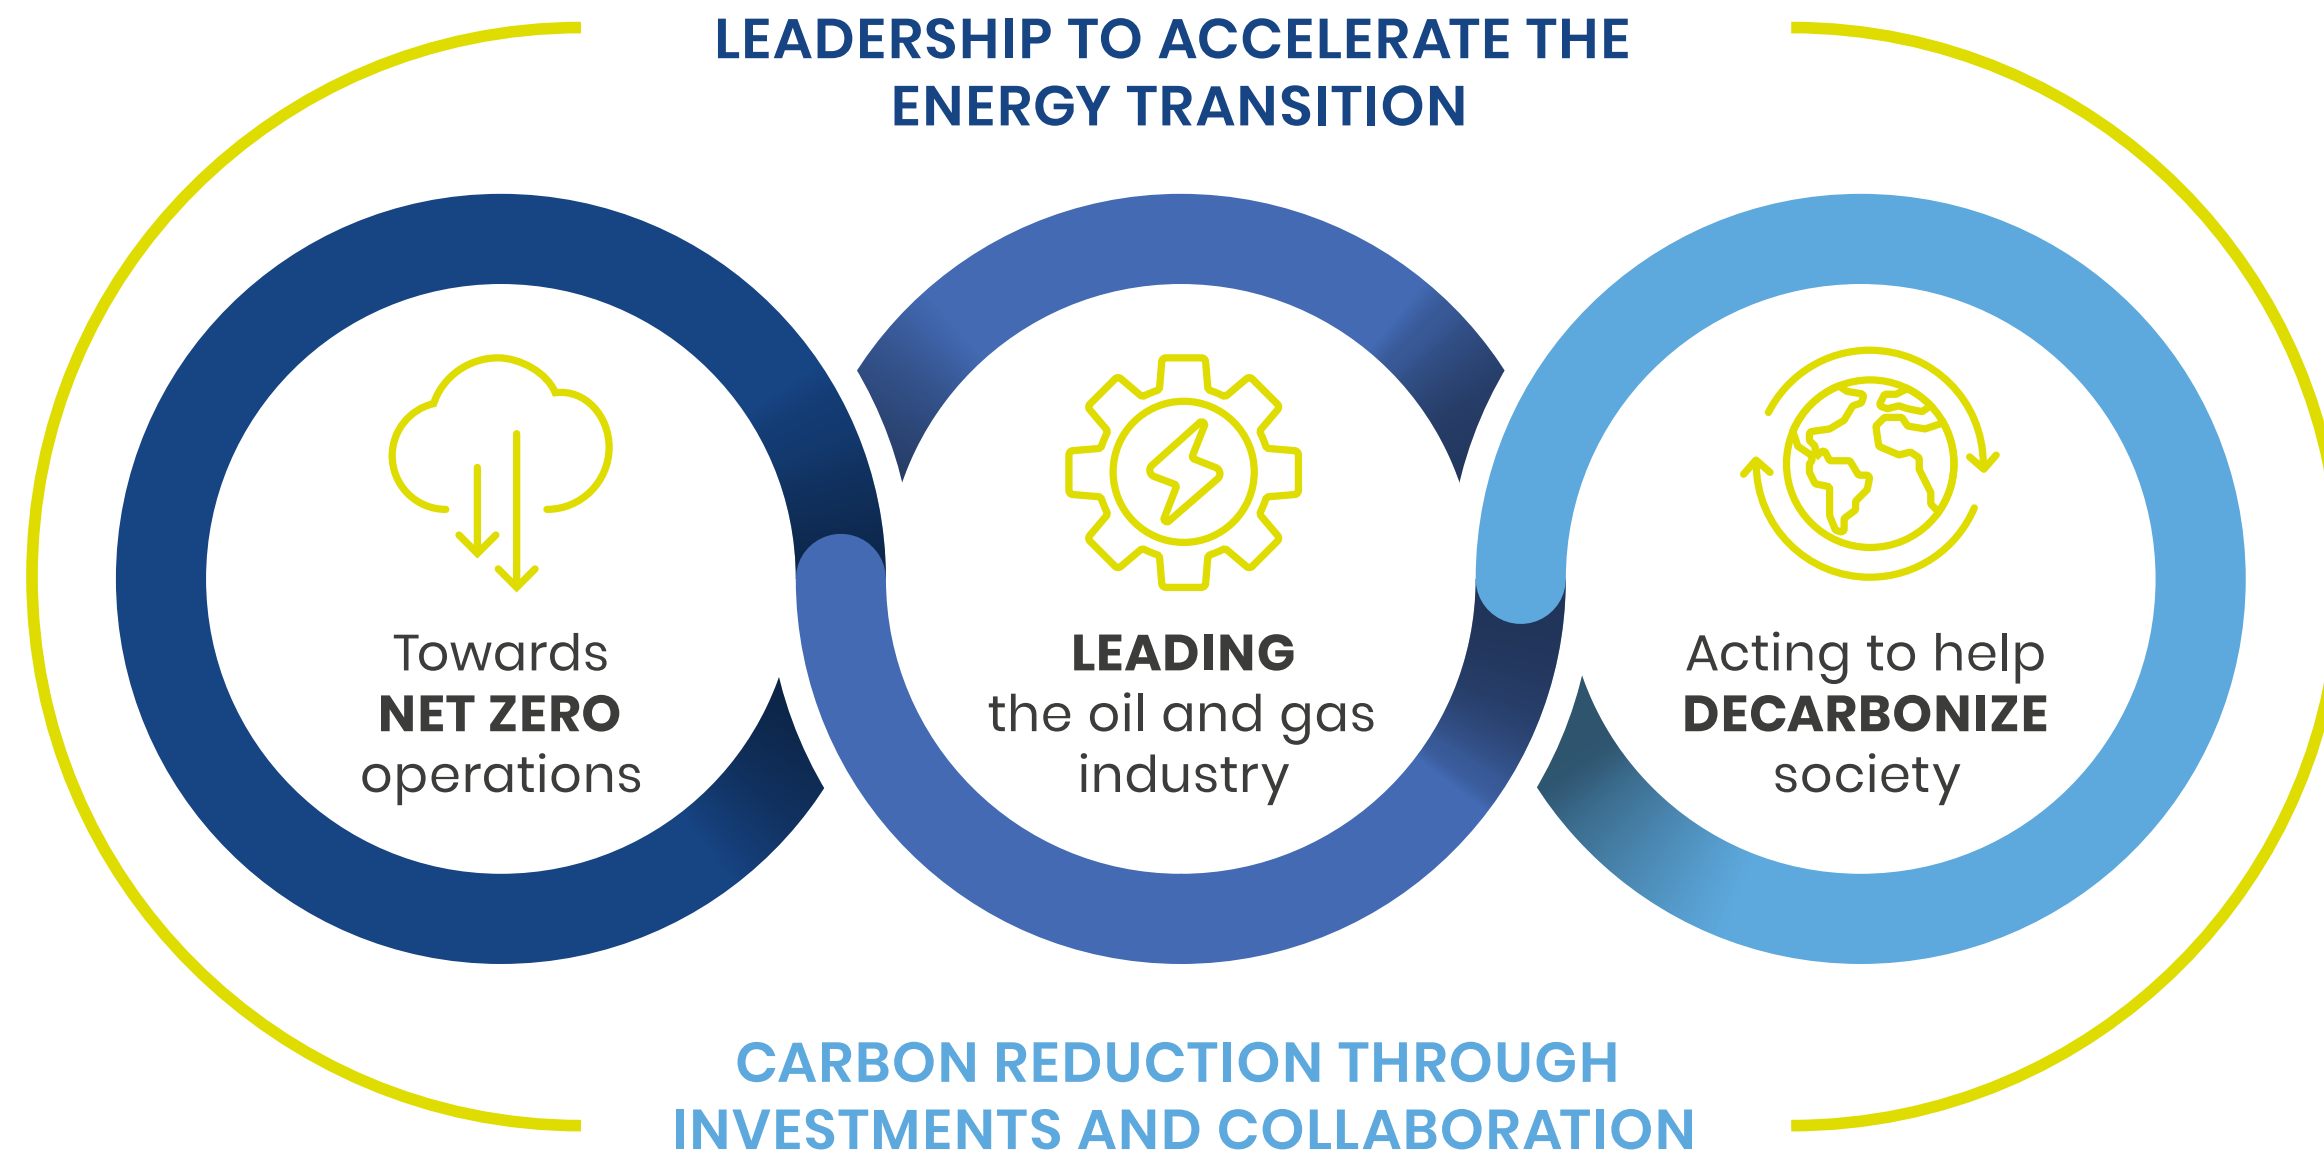 LEADERSHIP TO ACCELERATE THE
ENERGY TRANSITION
Towards
NET ZERO
operations
LEADING
the oil and gas
industry
Acting to help
DECARBONIZE
society
CARBON REDUCTION THROUGH
INVESTMENTS AND COLLABORATION